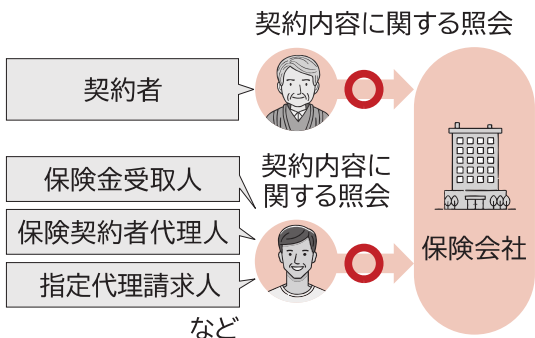 契約内容に関する照会
契約者
保険金受取人
保険契約者代理人
指定代理請求人
など
契約内容に
関する照会
保険会社